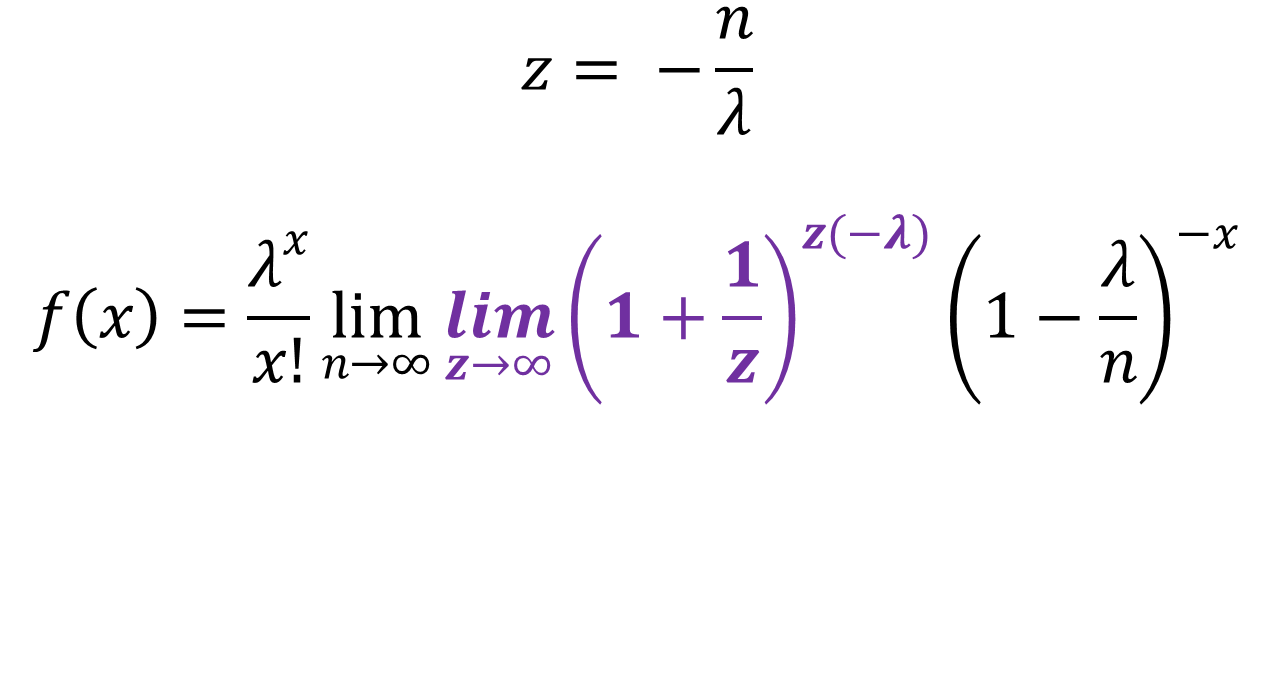 z = −n/λ
f(x) = λ^x/x! lim_{n→∞} lim_{z→∞} (1 + 1/z)^{z(−λ)} (1 − λ/n)^{−x}